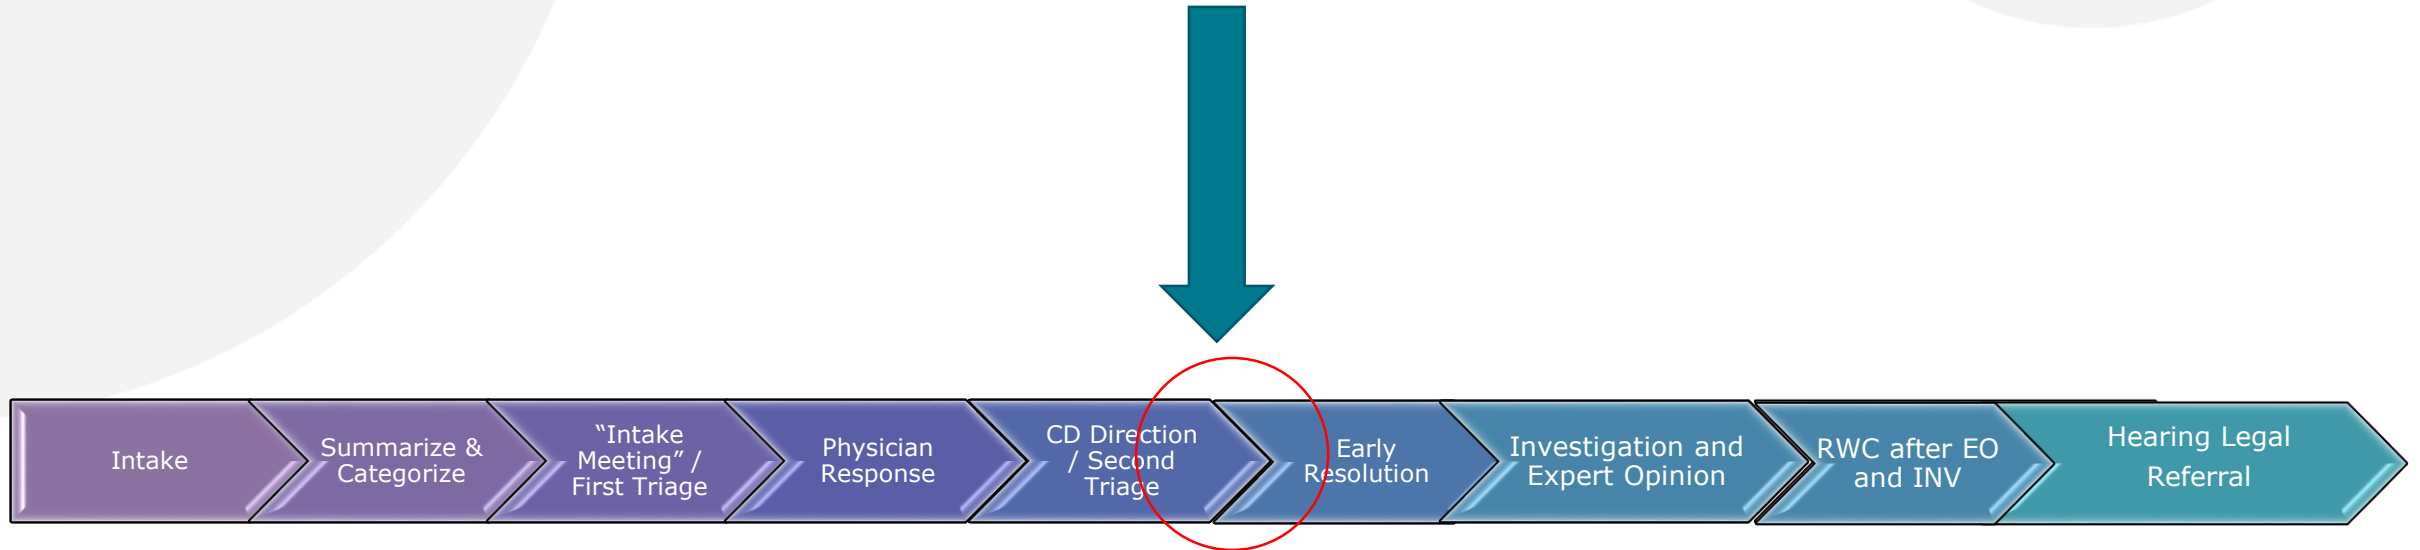 Intake
Summarize &
Categorize
“Intake
Meeting” /
First Triage
Physician
Response
CD Direction
/ Second
Triage
Early
Resolution
Investigation and
Expert Opinion
RWC after EO
and INV
Hearing Legal
Referral